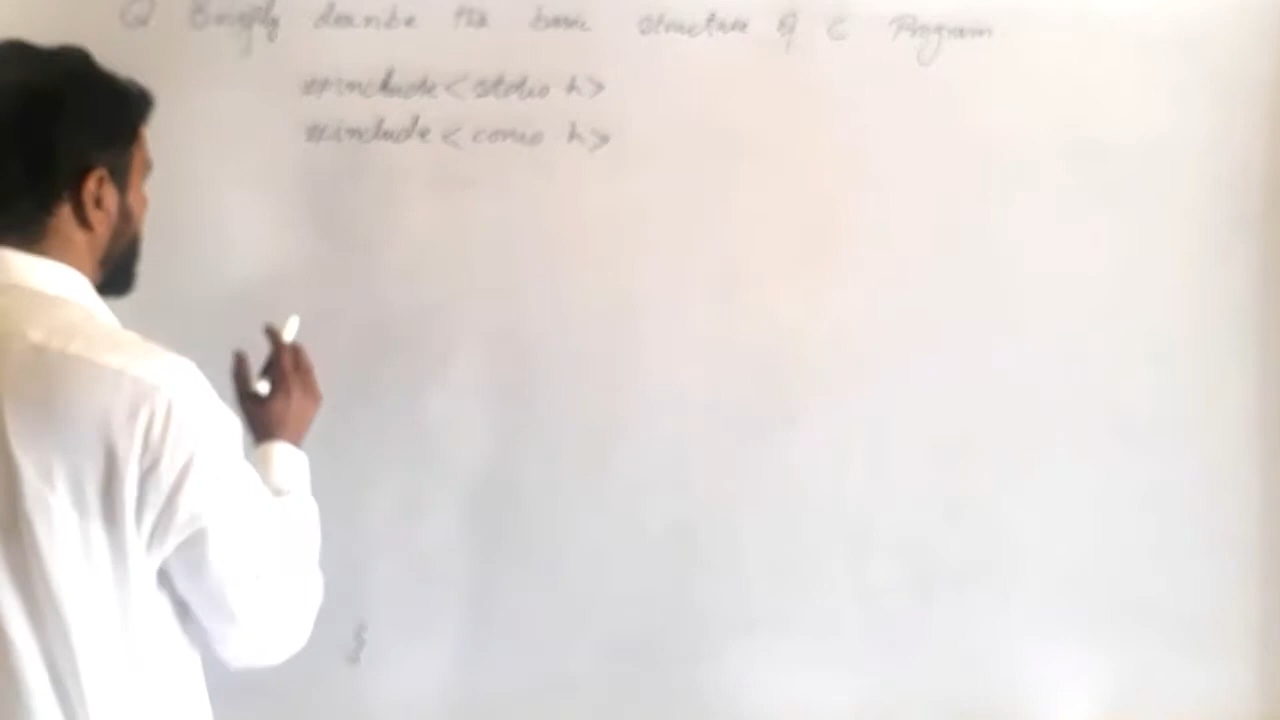 Q Briefly describe the basic structure of C Program
#include<stdio.h>
#include<conio.h>
}